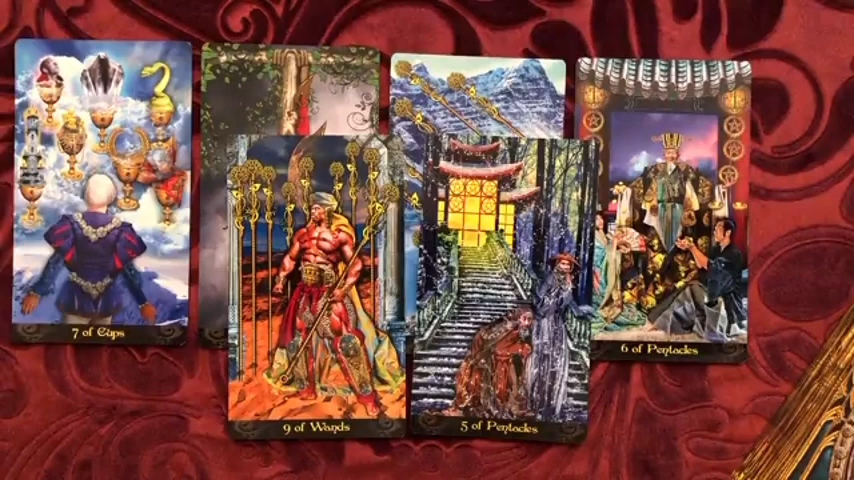 7 of Cups
6 of Pentacles
9 of Wands
5 of Pentacles